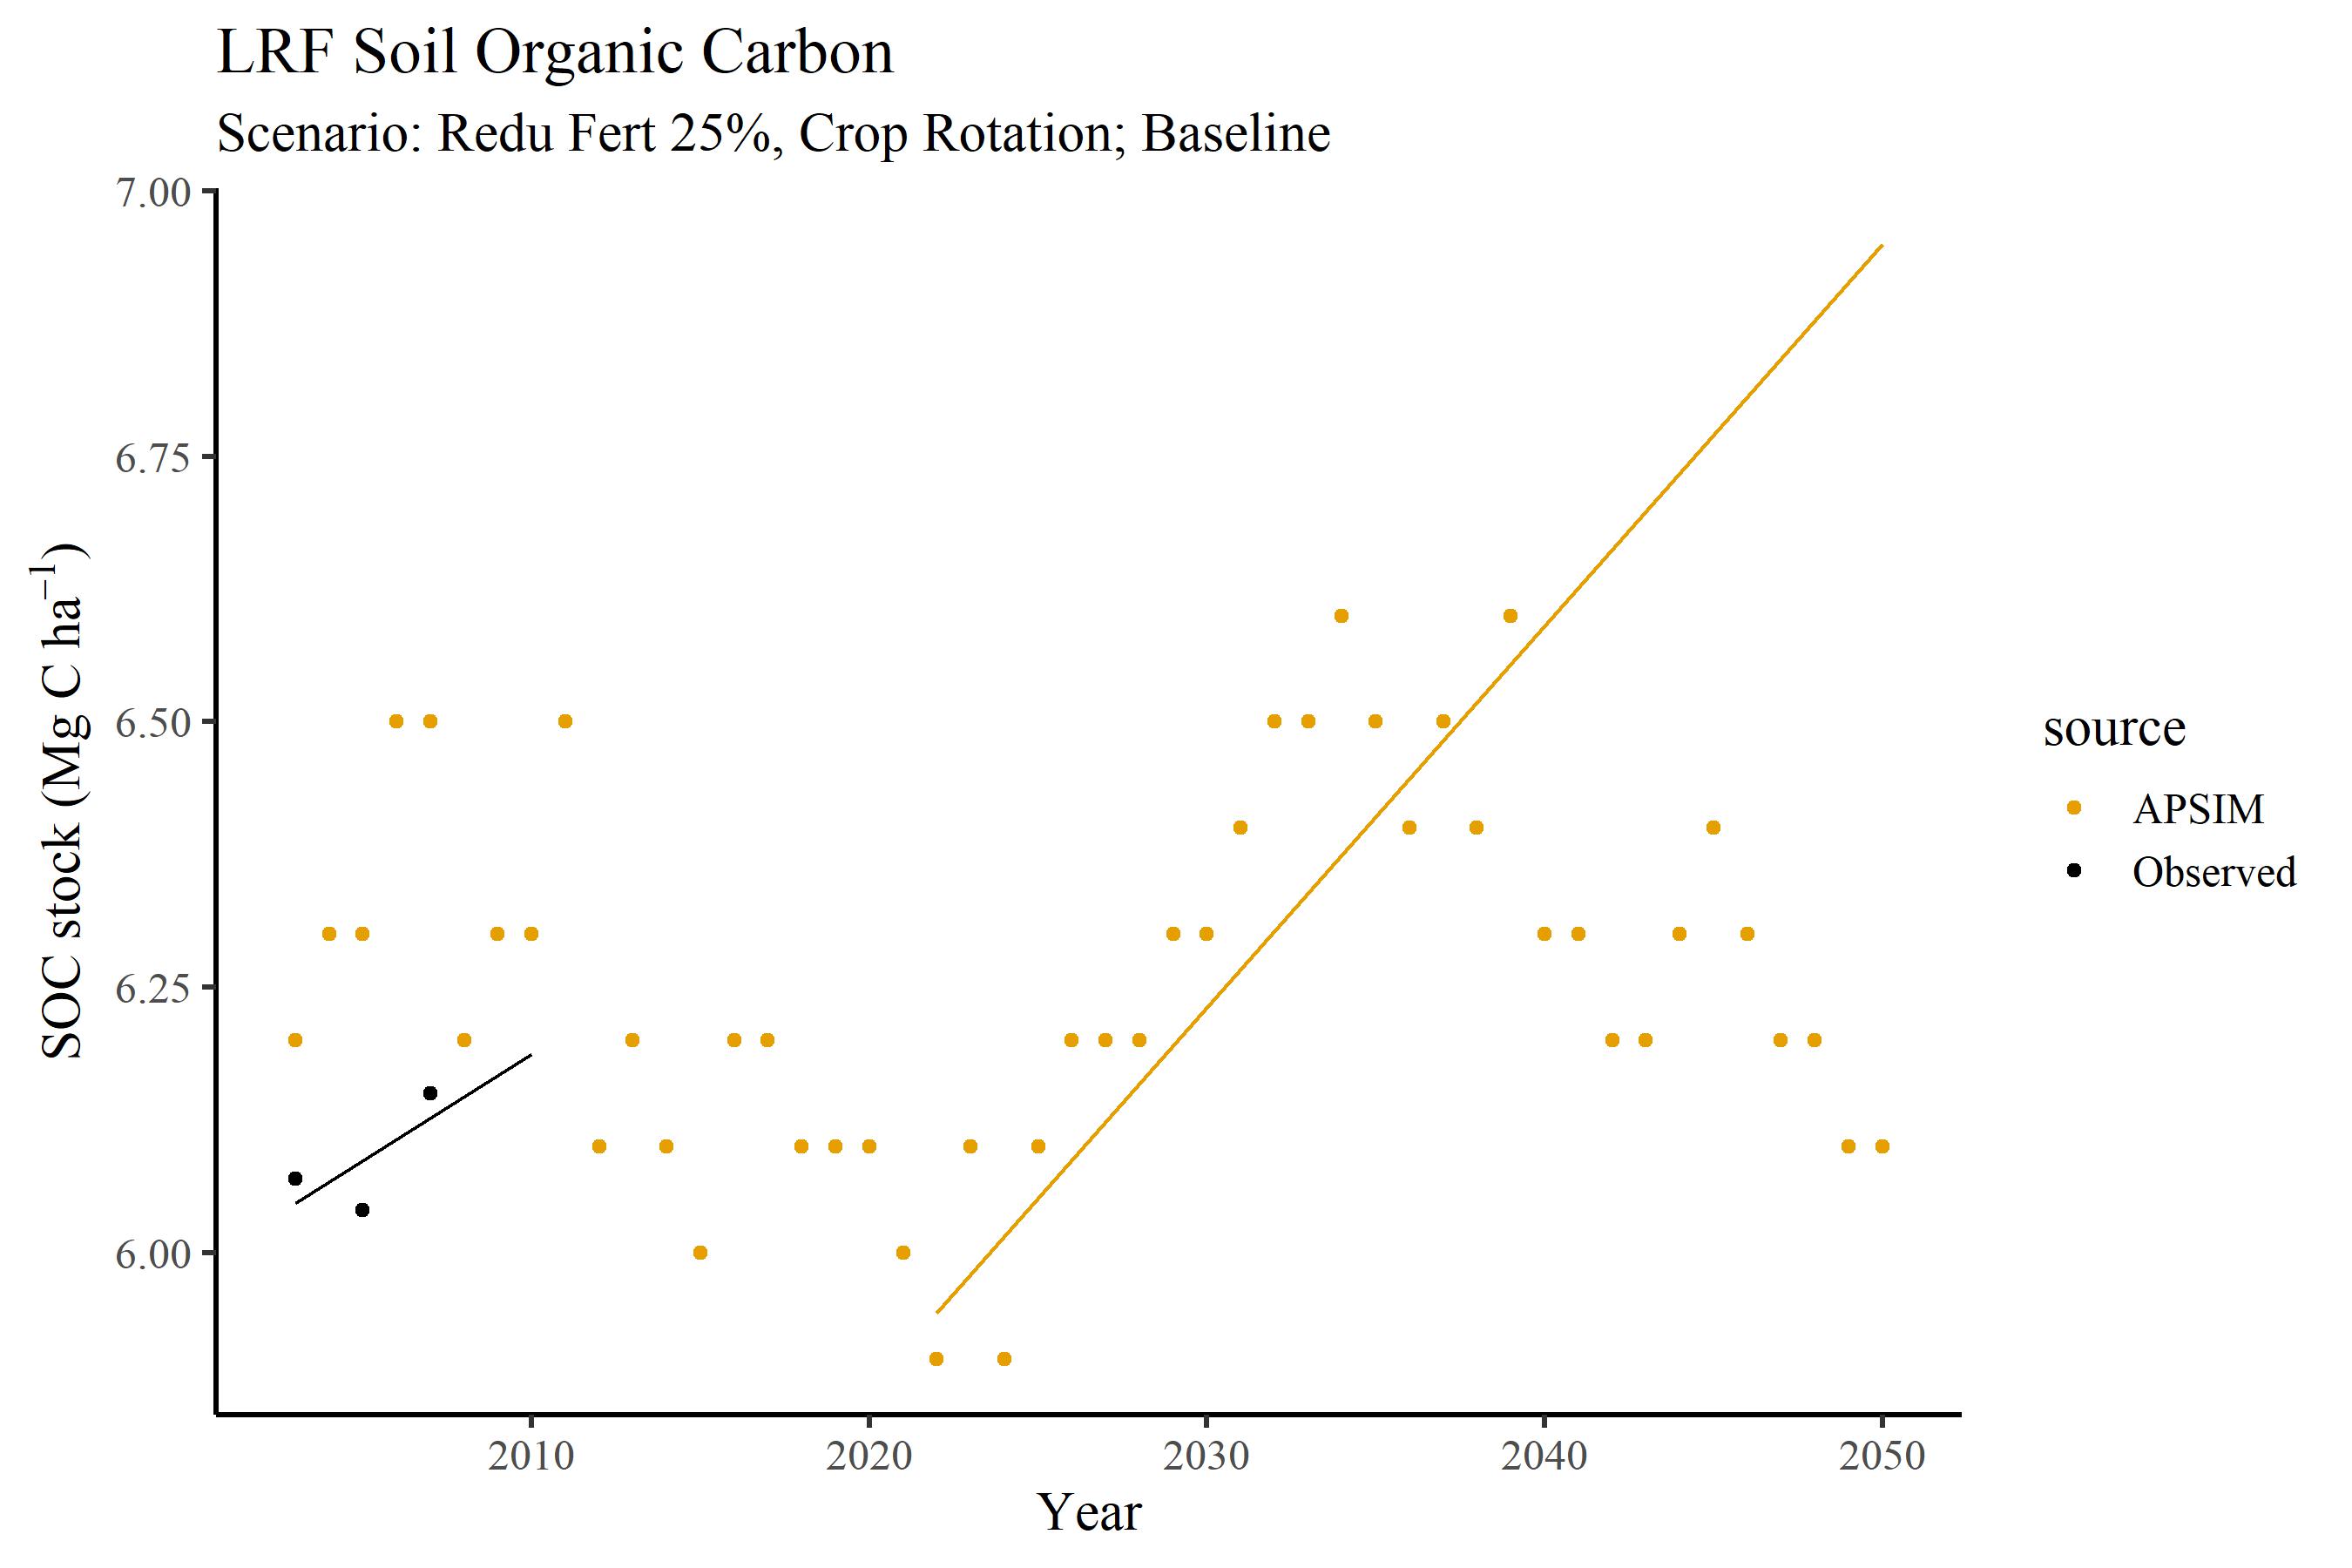 LRF Soil Organic Carbon
Scenario: Redu Fert 25%, Crop Rotation; Baseline
SOC stock (Mg C ha⁻¹)
7.00
6.75
6.50
6.25
6.00
2010 2020 2030 2040 2050
Year
source
APSIM
Observed